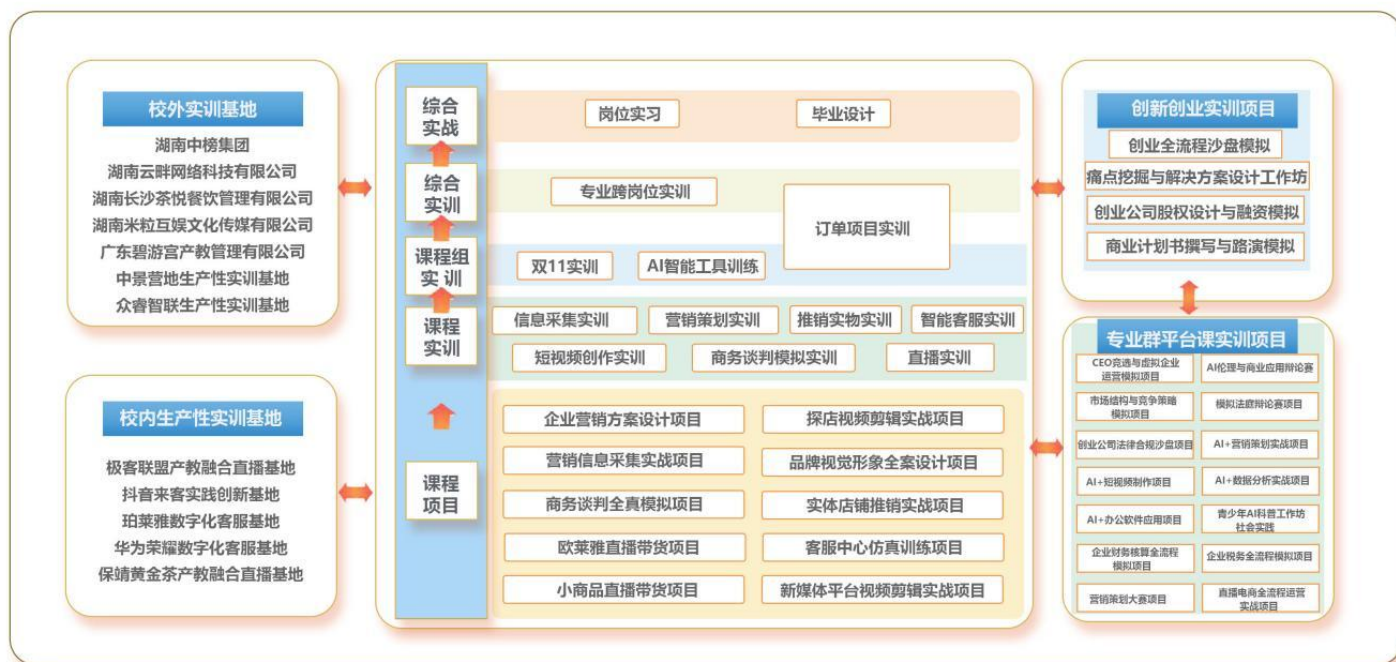 校外实训基地
湖南中榜集团
湖南云畔网络科技有限公司
湖南长沙茶悦餐饮管理有限公司
湖南米粒互娱文化传媒有限公司
广东碧游宫产教管理有限公司
中景营地生产性实训基地
众睿智联生产性实训基地
校内生产性实训基地
极客联盟产教融合直播基地
抖音来客实践创新基地
珀莱雅数字化客服基地
华为荣耀数字化客服基地
保靖黄金茶产教融合直播基地
综合
实战
岗位实习
毕业设计
综合
实训
专业跨岗位实训
订单项目实训
课程组
实 训
双11实训
AI智能工具训练
课程
实训
信息采集实训
营销策划实训
推销实物实训
智能客服实训
短视频创作实训
商务谈判模拟实训
直播实训
课程
项目
企业营销方案设计项目
探店视频剪辑实战项目
营销信息采集实战项目
品牌视觉形象全案设计项目
商务谈判全真模拟项目
实体店铺推销实战项目
欧莱雅直播带货项目
客服中心仿真训练项目
小商品直播带货项目
新媒体平台视频剪辑实战项目
创新创业实训项目
创业全流程沙盘模拟
痛点挖掘与解决方案设计工作坊
创业公司股权设计与融资模拟
商业计划书撰写与路演模拟
专业群平台课实训项目
CEO竞选与虚拟企业
运营模拟项目
AI伦理与商业应用辩论赛
市场结构与竞争策略
模拟项目
模拟法庭辩论赛项目
创业公司法律合规沙盘项目
AI+营销策划实战项目
AI+短视频制作项目
AI+数据分析实战项目
AI+办公软件应用项目
青少年AI科普工作坊
社会实践
企业财务核算全流程
模拟项目
企业税务全流程模拟项目
营销策划大赛项目
直播电商全流程运营
实战项目